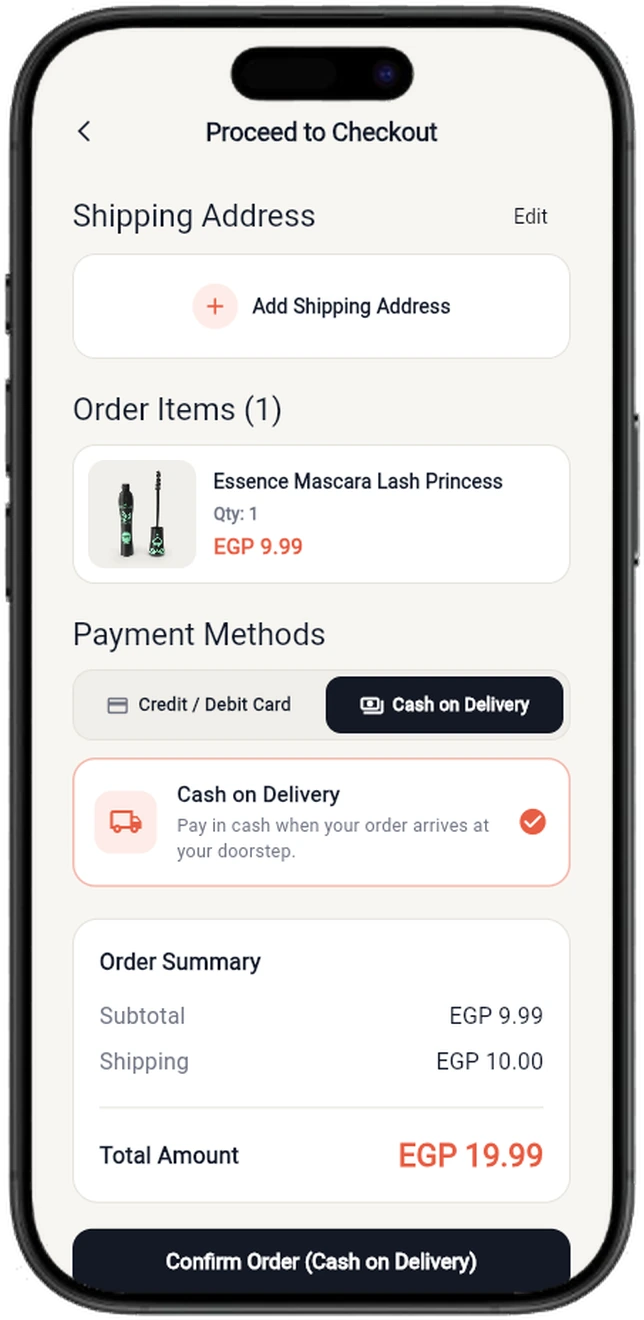 Proceed to Checkout
Shipping Address
Edit
Add Shipping Address
Order Items (1)
Essence Mascara Lash Princess
Qty: 1
EGP 9.99
Payment Methods
Credit / Debit Card
Cash on Delivery
Cash on Delivery
Pay in cash when your order arrives at
your doorstep.
Order Summary
Subtotal
EGP 9.99
Shipping
EGP 10.00
Total Amount
EGP 19.99
Confirm Order (Cash on Delivery)